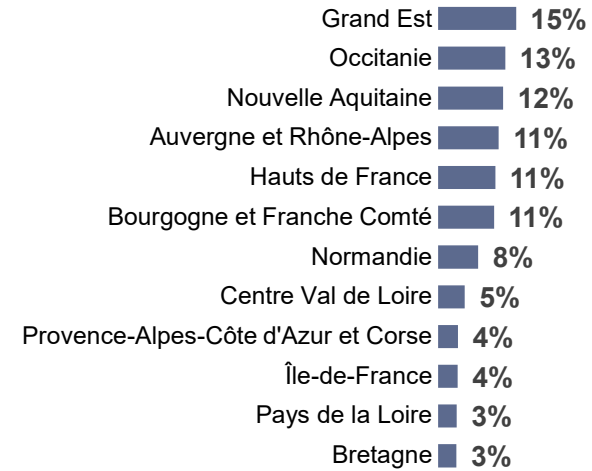 Grand Est 15%
Occitanie 13%
Nouvelle Aquitaine 12%
Auvergne et Rhône-Alpes 11%
Hauts de France 11%
Bourgogne et Franche Comté 11%
Normandie 8%
Centre Val de Loire 5%
Provence-Alpes-Côte d'Azur et Corse 4%
Île-de-France 4%
Pays de la Loire 3%
Bretagne 3%